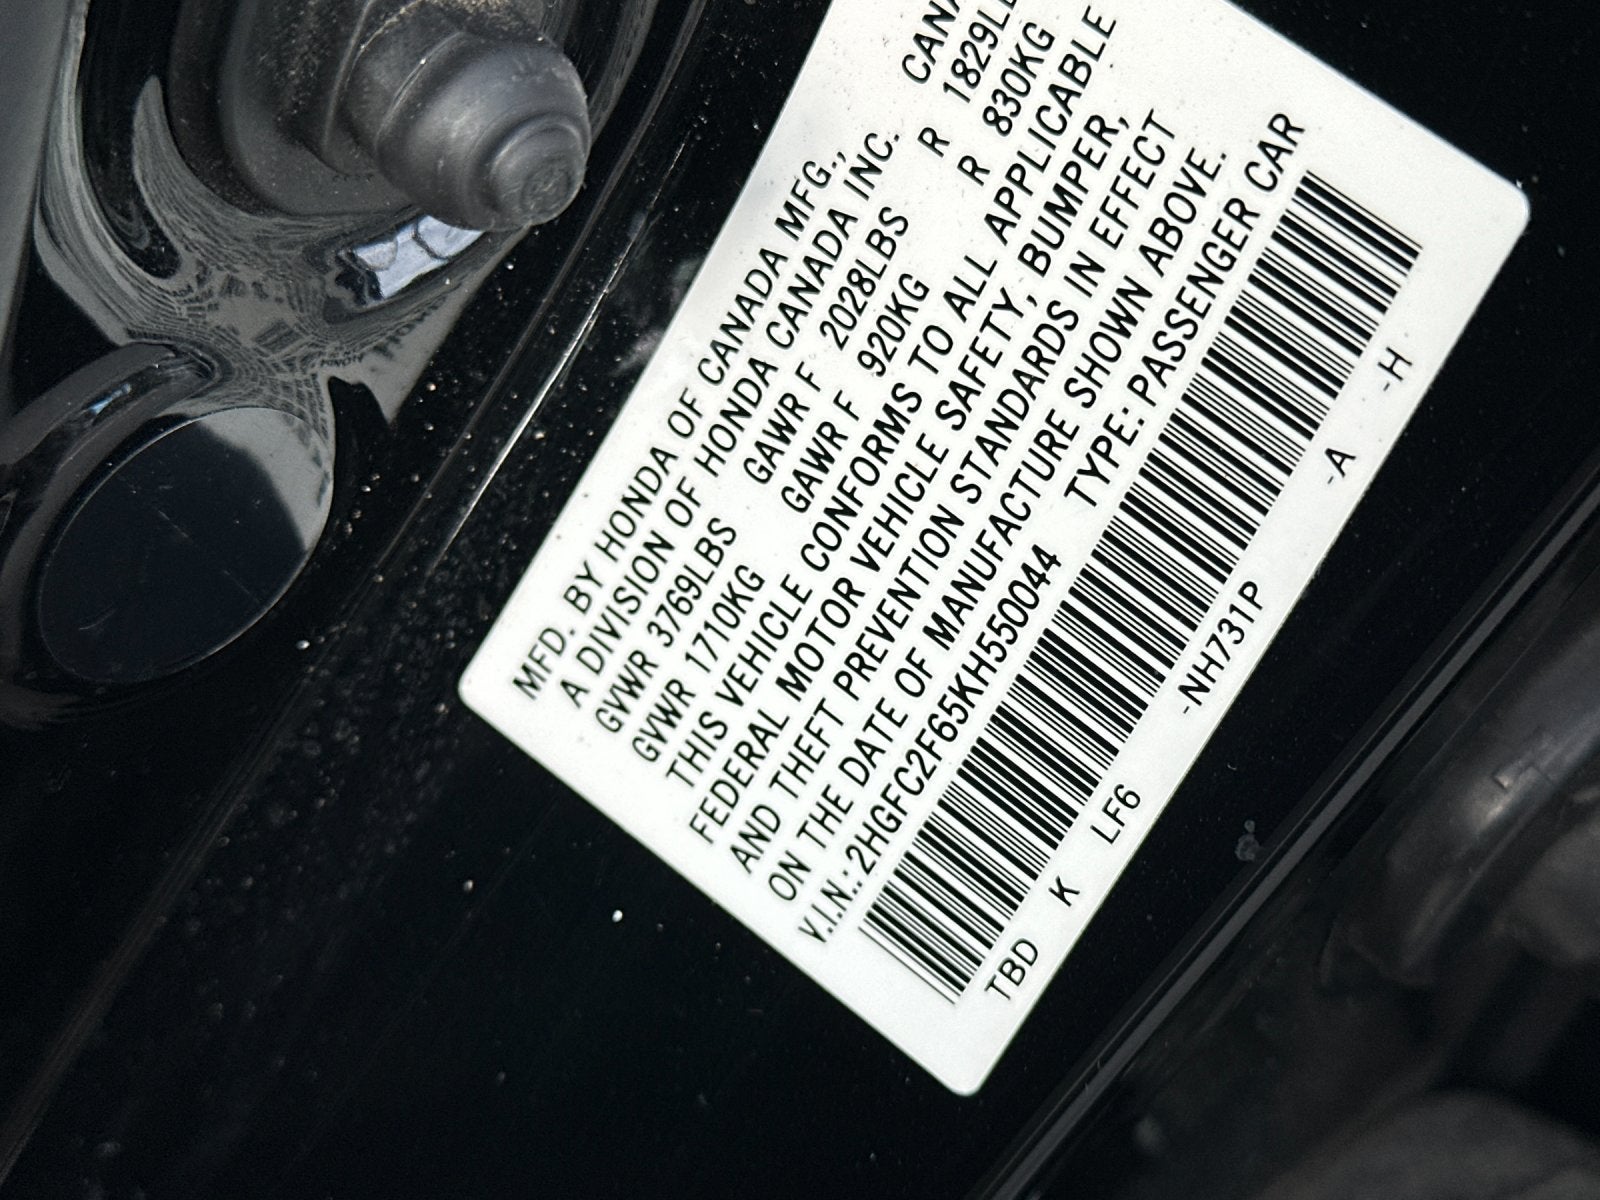 MFD. BY HONDA OF CANADA MFG.,
A DIVISION OF HONDA CANADA INC.
GVWR 3769LBS GAWR F 2028LBS R 1829LB
GVWR 1710KG GAWR F 920KG R 830KG
THIS VEHICLE CONFORMS TO ALL APPLICABLE
FEDERAL MOTOR VEHICLE SAFETY, BUMPER,
AND THEFT PREVENTION STANDARDS IN EFFECT
ON THE DATE OF MANUFACTURE SHOWN ABOVE.
V.I.N.:2HGFC2F65KH550044 TYPE: PASSENGER CAR
TBD K LF6 -NH731P -A -H